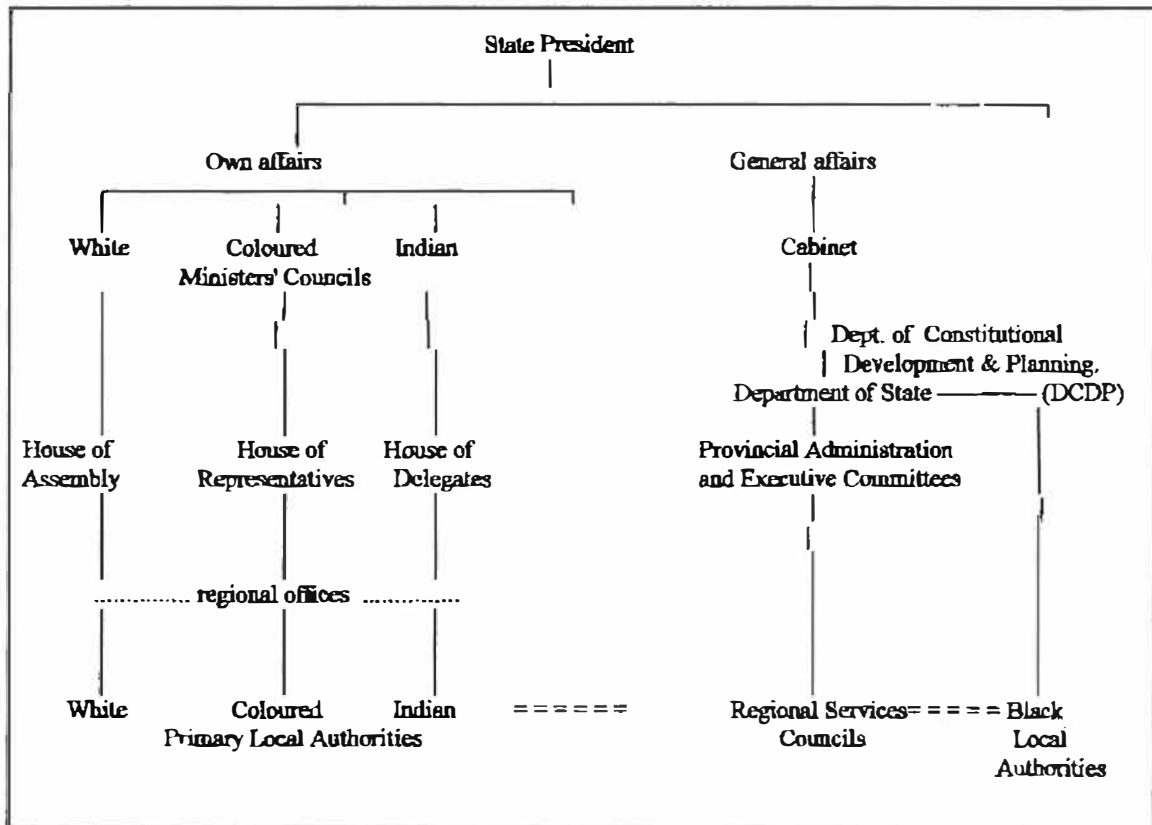 State President
Own affairs General affairs
White Coloured Indian Cabinet
Ministers' Councils
Dept. of Constitutional
Development & Planning,
Department of State (DCDP)
House of House of House of Provincial Administration
Assembly Representatives Delegates and Executive Committees
............. regional offices .............
White Coloured Indian = = = = = = Regional Services = = = = = Black
Primary Local Authorities Councils Local
Authorities